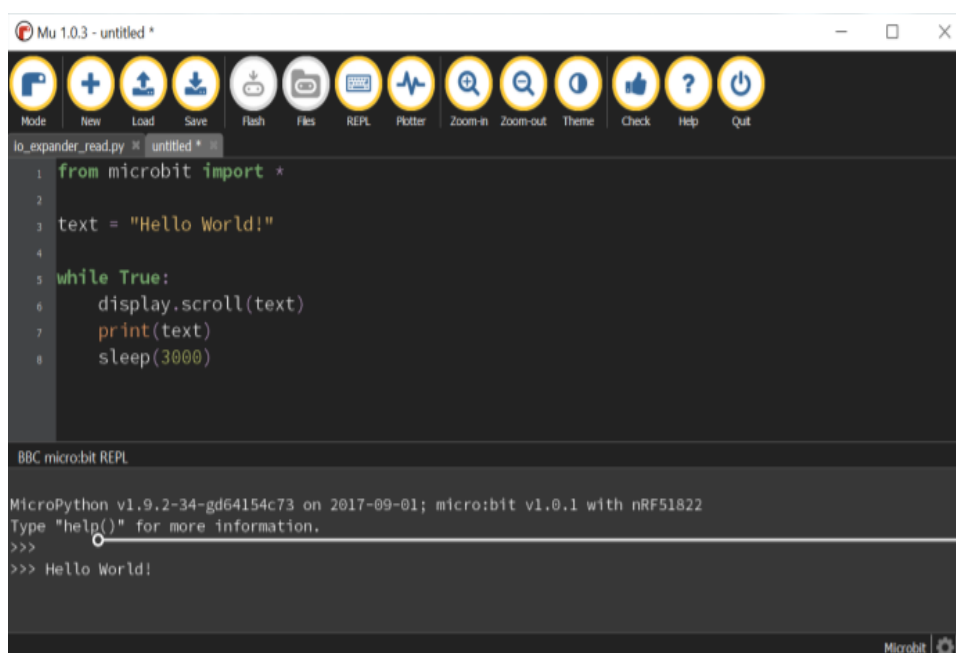 Mu 1.0.3 - untitled *
Mode New Load Save Flash Files REPL Plotter Zoom-in Zoom-out Theme Check Help Quit
io_expander_read.py untitled *
1 from microbit import *
2
3 text = "Hello World!"
4
5 while True:
6     display.scroll(text)
7     print(text)
8     sleep(3000)
BBC micro:bit REPL
MicroPython v1.9.2-34-gd64154c73 on 2017-09-01; micro:bit v1.0.1 with nRF51822
Type "help()" for more information.
>>>
>>> Hello World!
Microbit